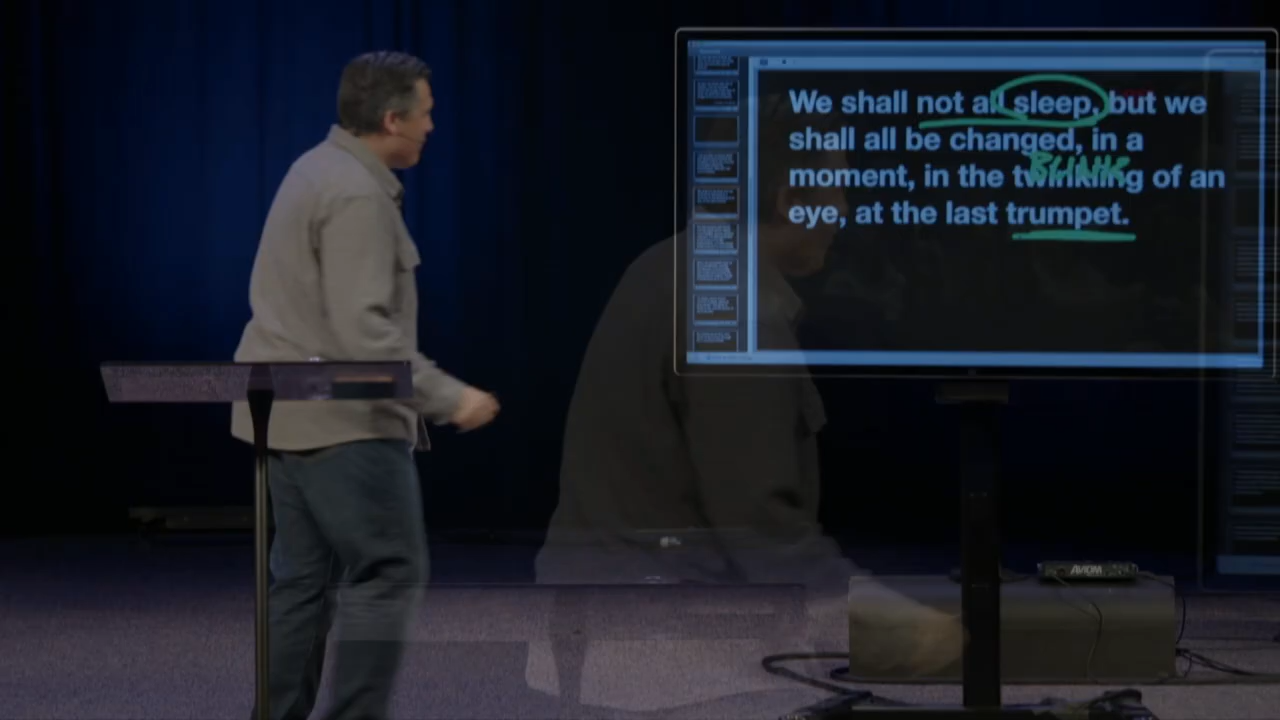 We shall not all sleep, but we
shall all be changed, in a
BLINK
moment, in the twinkling of an
eye, at the last trumpet.
AVIOM